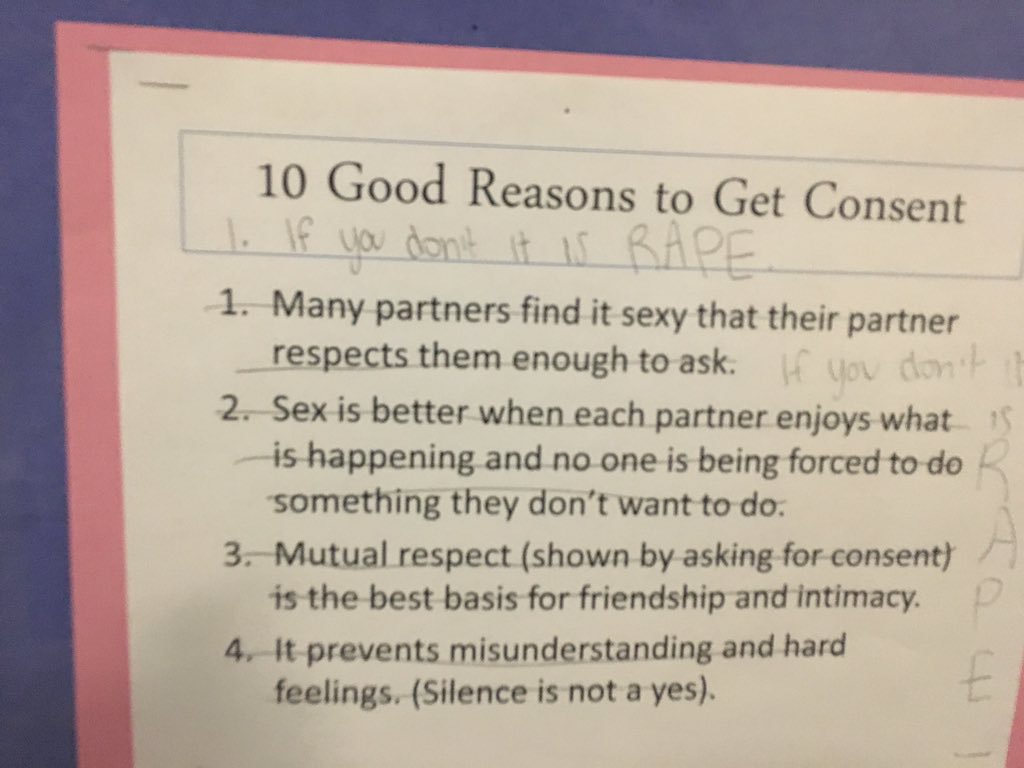 10 Good Reasons to Get Consent
1. If you don't it is RAPE.
1. Many partners find it sexy that their partner
respects them enough to ask.
If you don't it
is
RAPE
2. Sex is better when each partner enjoys what
is happening and no one is being forced to do
something they don't want to do.
3. Mutual respect (shown by asking for consent)
is the best basis for friendship and intimacy.
4. It prevents misunderstanding and hard
feelings. (Silence is not a yes).